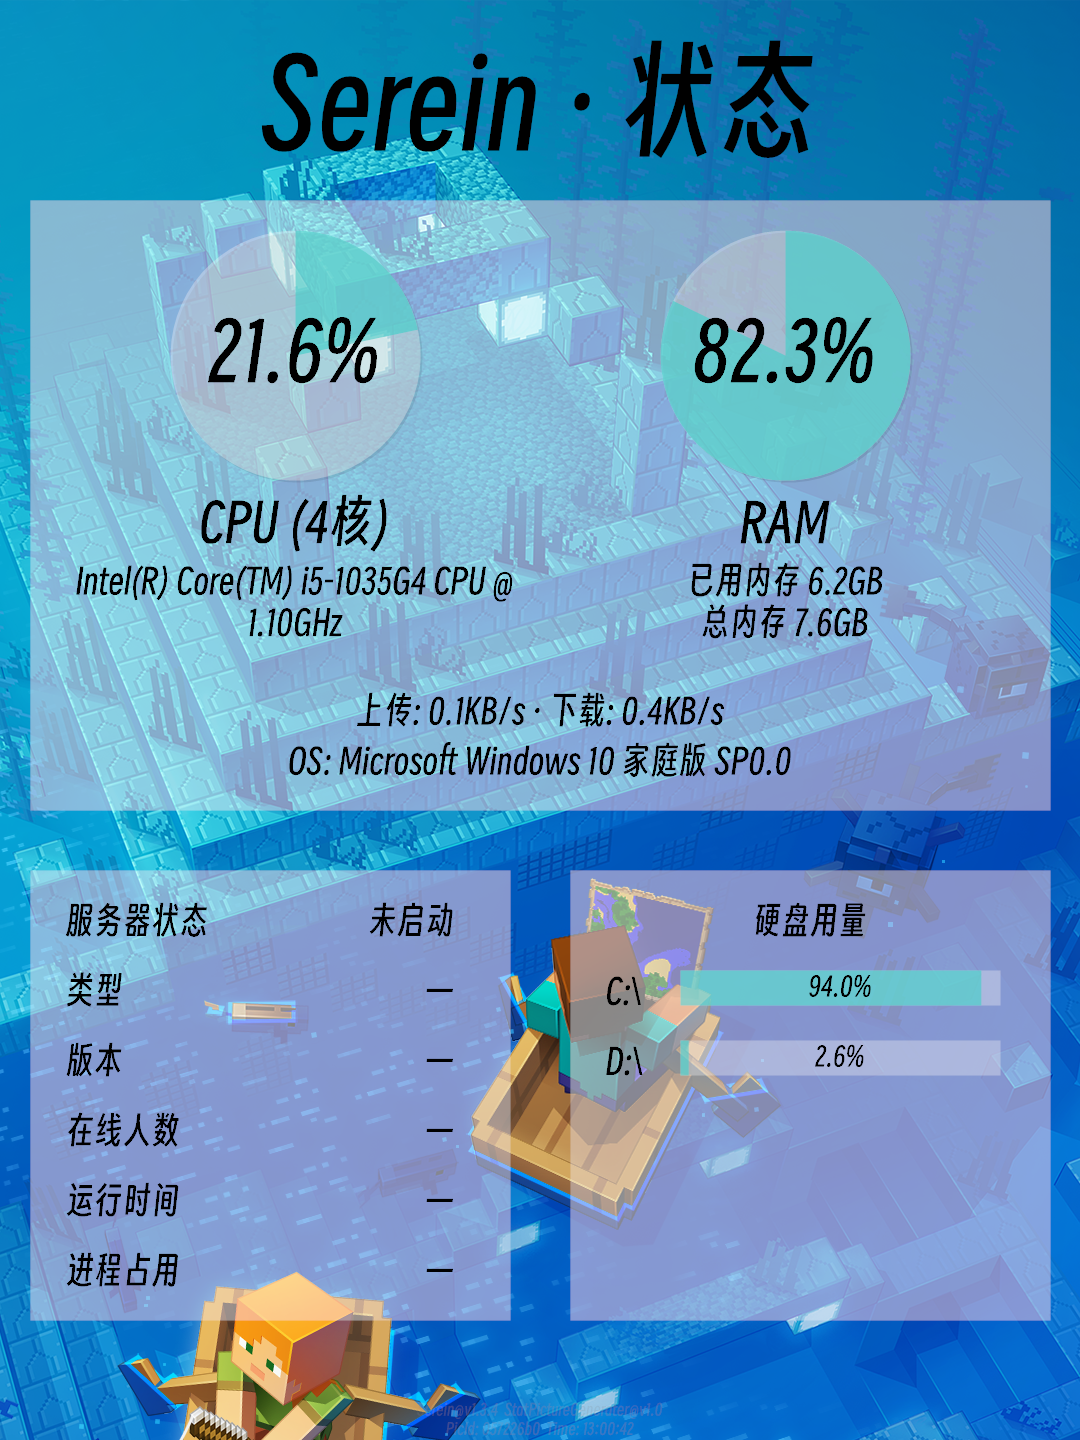 Serein · 状态
21.6%
82.3%
CPU (4核)
RAM
Intel(R) Core(TM) i5-1035G4 CPU @
1.10GHz
已用内存 6.2GB
总内存 7.6GB
上传: 0.1KB/s · 下载: 0.4KB/s
OS: Microsoft Windows 10 家庭版 SP0.0
服务器状态 未启动
类型 —
版本 —
在线人数 —
运行时间 —
进程占用 —
硬盘用量
C:\ 94.0%
D:\ 2.6%
Time: 13:00:42